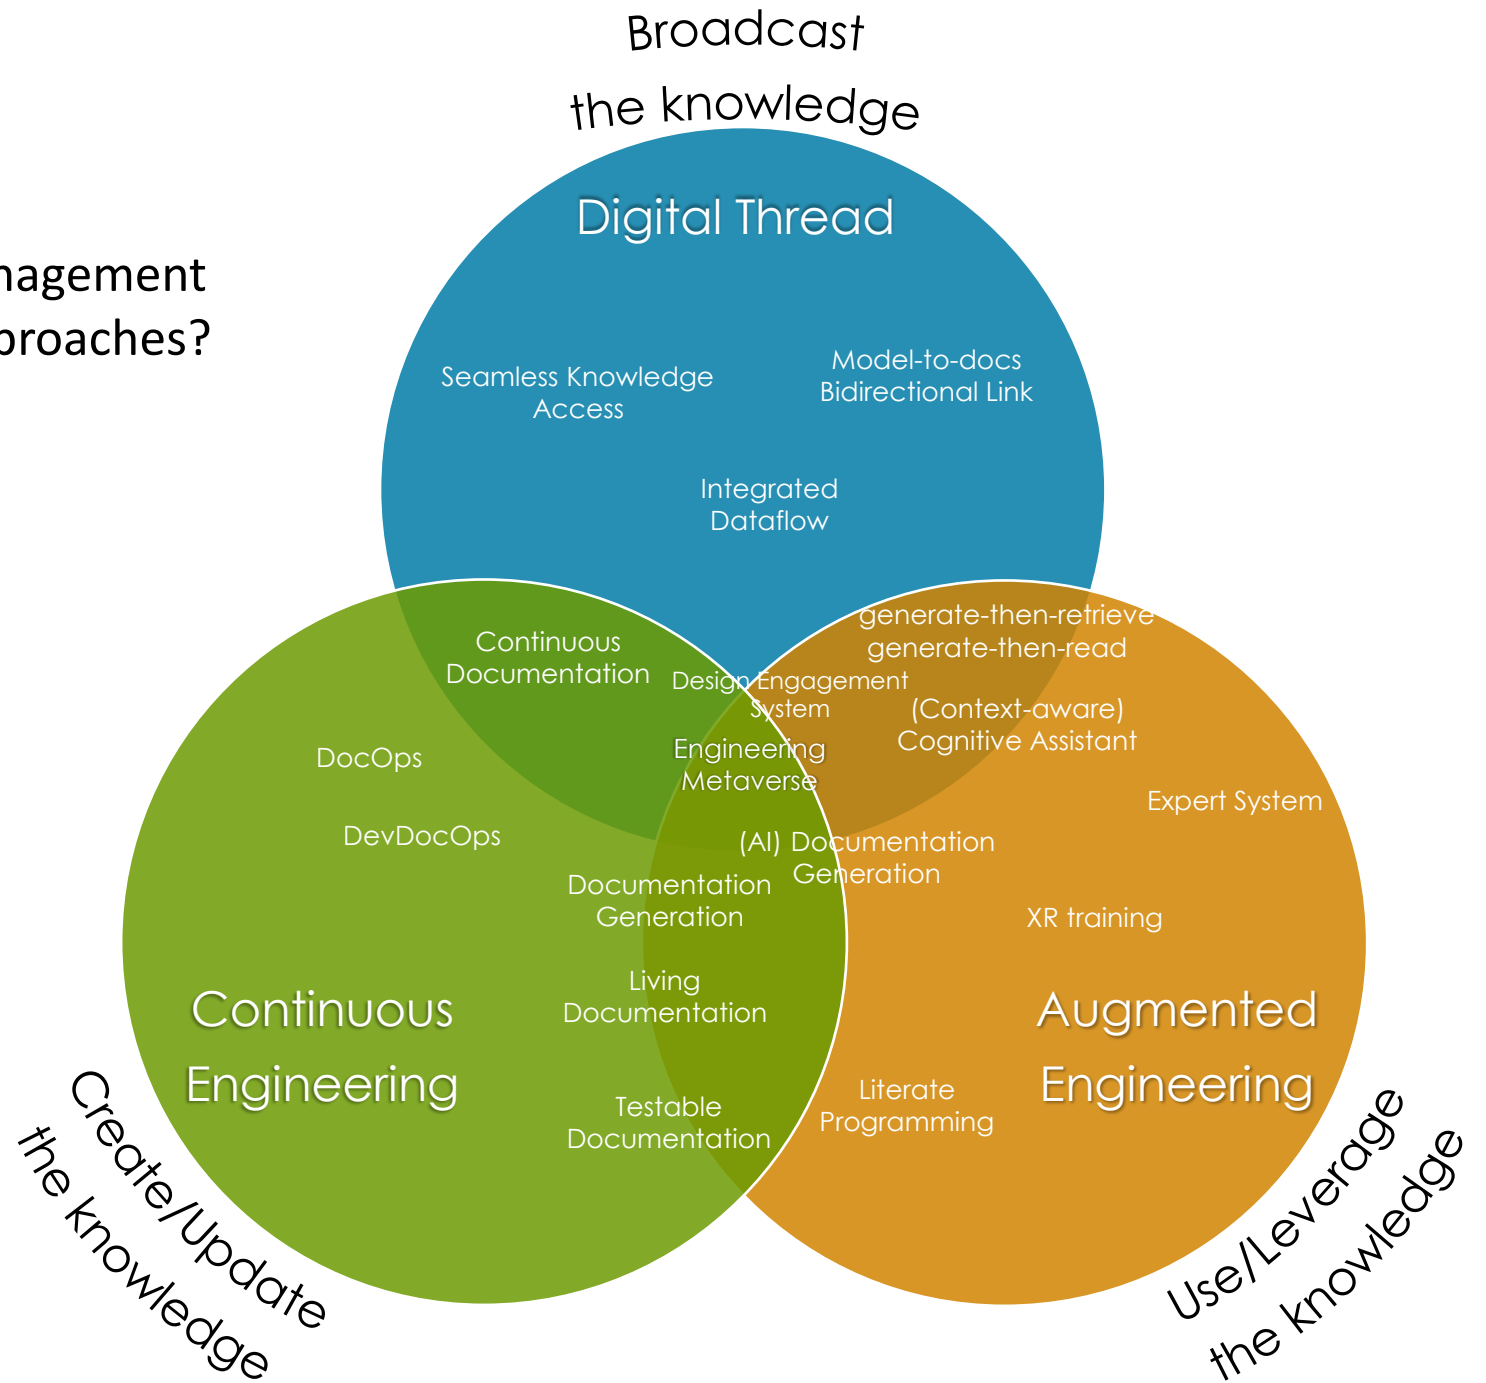 Broadcast
the knowledge
Digital Thread
nagement
proaches?
Seamless Knowledge
Access
Model-to-docs
Bidirectional Link
Integrated
Dataflow
generate-then-retrieve
generate-then-read
Continuous
Documentation
Design Engagement
System
(Context-aware)
Cognitive Assistant
Engineering
Metaverse
DocOps
Expert System
DevDocOps
(AI) Documentation
Generation
Documentation
Generation
XR training
Living
Documentation
Continuous
Engineering
Augmented
Engineering
Literate
Programming
Testable
Documentation
Create/Update
the knowledge
Use/Leverage
the knowledge